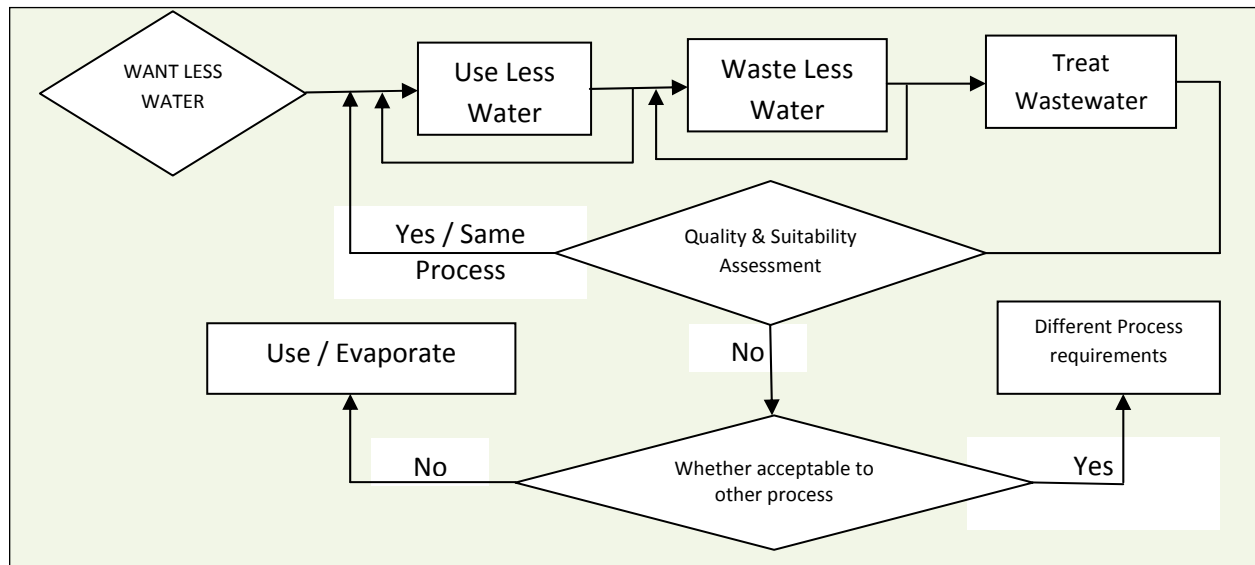 WANT LESS
WATER
Use Less
Water
Waste Less
Water
Treat
Wastewater
Yes / Same
Process
Quality & Suitability
Assessment
No
Use / Evaporate
Different Process
requirements
No
Whether acceptable to
other process
Yes